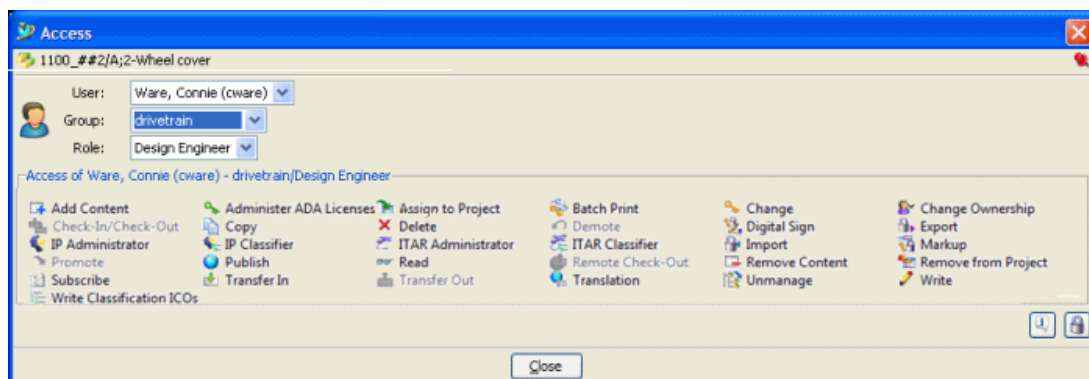 Access
1100_##2/A;2-Wheel cover
User: Ware, Connie (cware)
Group: drivetrain
Role: Design Engineer
Access of Ware, Connie (cware) - drivetrain/Design Engineer
Add Content Administer ADA Licenses Assign to Project Batch Print Change Change Ownership
Check-In/Check-Out Copy Delete Demote Digital Sign Export
IP Administrator IP Classifier ITAR Administrator ITAR Classifier Import Markup
Promote Publish Read Remote Check-Out Remove Content Remove from Project
Subscribe Transfer In Transfer Out Translation Unmanage Write
Write Classification ICOs
Close